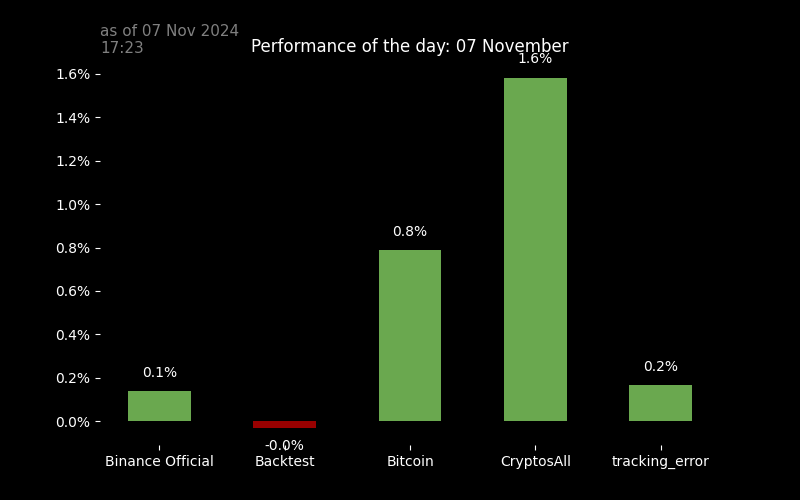 as of 07 Nov 2024
17:23
Performance of the day: 07 November
1.6%
1.4%
1.2%
1.0%
0.8%
0.6%
0.4%
0.2%
0.0%
0.1%
-0.0%
0.8%
1.6%
0.2%
Binance Official
Backtest
Bitcoin
CryptosAll
tracking_error